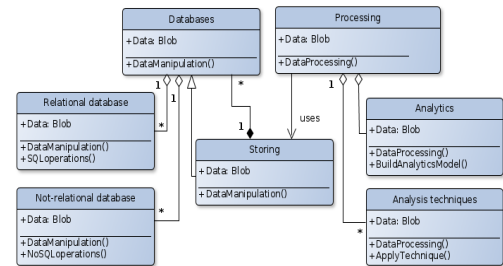 Databases
+Data: Blob
+DataManipulation()
Processing
+Data: Blob
+DataProcessing()
1
1
*
1
1
uses
*
*
*
Relational database
+Data: Blob
+DataManipulation()
+SQLoperations()
Storing
+Data: Blob
+DataManipulation()
Analytics
+Data: Blob
+DataProcessing()
+BuildAnalyticsModel()
Not-relational database
+Data: Blob
+DataManipulation()
+NoSQLoperations()
Analysis techniques
+Data: Blob
+DataProcessing()
+ApplyTechnique()